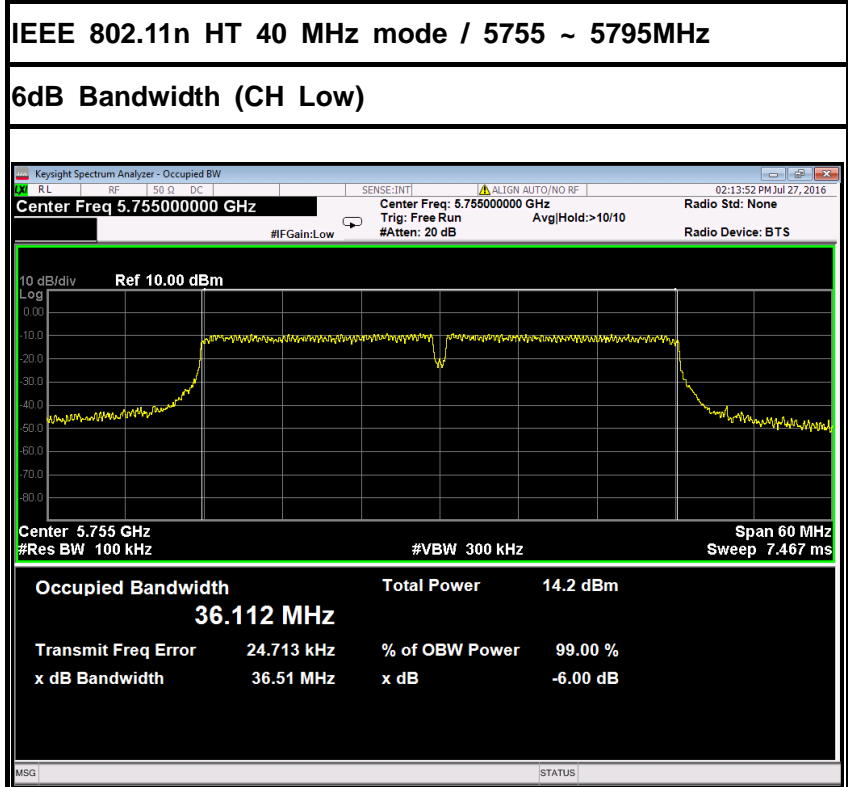 IEEE 802.11n HT 40 MHz mode / 5755 ~ 5795MHz
6dB Bandwidth (CH Low)
Keysight Spectrum Analyzer - Occupied BW
LXI RL RF 50 Ω DC SENSE:INT ALIGN AUTO/NO RF 02:13:52 PM Jul 27, 2016
Center Freq 5.755000000 GHz Center Freq: 5.755000000 GHz Radio Std: None
Trig: Free Run Avg|Hold:>10/10
#IFGain:Low #Atten: 20 dB Radio Device: BTS
10 dB/div Ref 10.00 dBm
Log
0.00
-10.0
-20.0
-30.0
-40.0
-50.0
-60.0
-70.0
-80.0
Center 5.755 GHz Span 60 MHz
#Res BW 100 kHz #VBW 300 kHz Sweep 7.467 ms
Occupied Bandwidth Total Power 14.2 dBm
36.112 MHz
Transmit Freq Error 24.713 kHz % of OBW Power 99.00 %
x dB Bandwidth 36.51 MHz x dB -6.00 dB
MSG STATUS